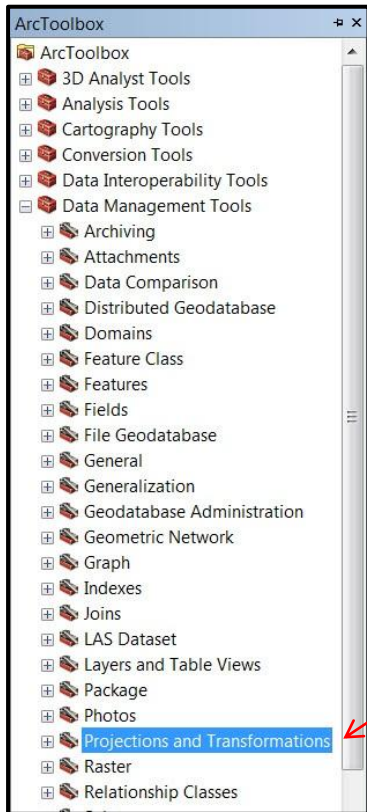 ArcToolbox
ArcToolbox
3D Analyst Tools
Analysis Tools
Cartography Tools
Conversion Tools
Data Interoperability Tools
Data Management Tools
Archiving
Attachments
Data Comparison
Distributed Geodatabase
Domains
Feature Class
Features
Fields
File Geodatabase
General
Generalization
Geodatabase Administration
Geometric Network
Graph
Indexes
Joins
LAS Dataset
Layers and Table Views
Package
Photos
Projections and Transformations
Raster
Relationship Classes